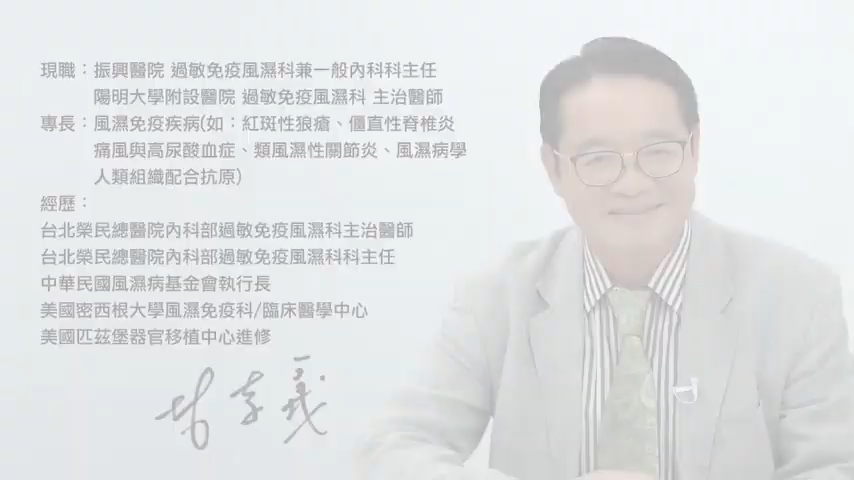 現職：振興醫院 過敏免疫風濕科兼一般內科科主任
陽明大學附設醫院 過敏免疫風濕科 主治醫師
專長：風濕免疫疾病(如：紅斑性狼瘡、僵直性脊椎炎
痛風與高尿酸血症、類風濕性關節炎、風濕病學
人類組織配合抗原)
經歷：
台北榮民總醫院內科部過敏免疫風濕科主治醫師
台北榮民總醫院內科部過敏免疫風濕科科主任
中華民國風濕病基金會執行長
美國密西根大學風濕免疫科/臨床醫學中心
美國匹茲堡器官移植中心進修